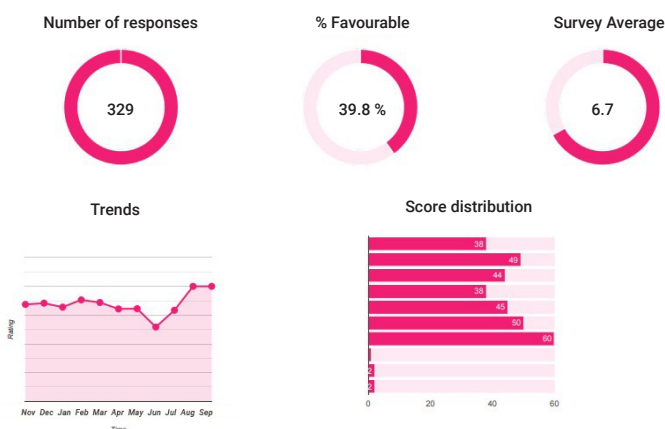 Number of responses
% Favourable
Survey Average
329
39.8 %
6.7
Trends
Score distribution
38
49
44
38
45
50
60
2
2
Rating
Nov Dec Jan Feb Mar Apr May Jun Jul Aug Sep
0 20 40 60